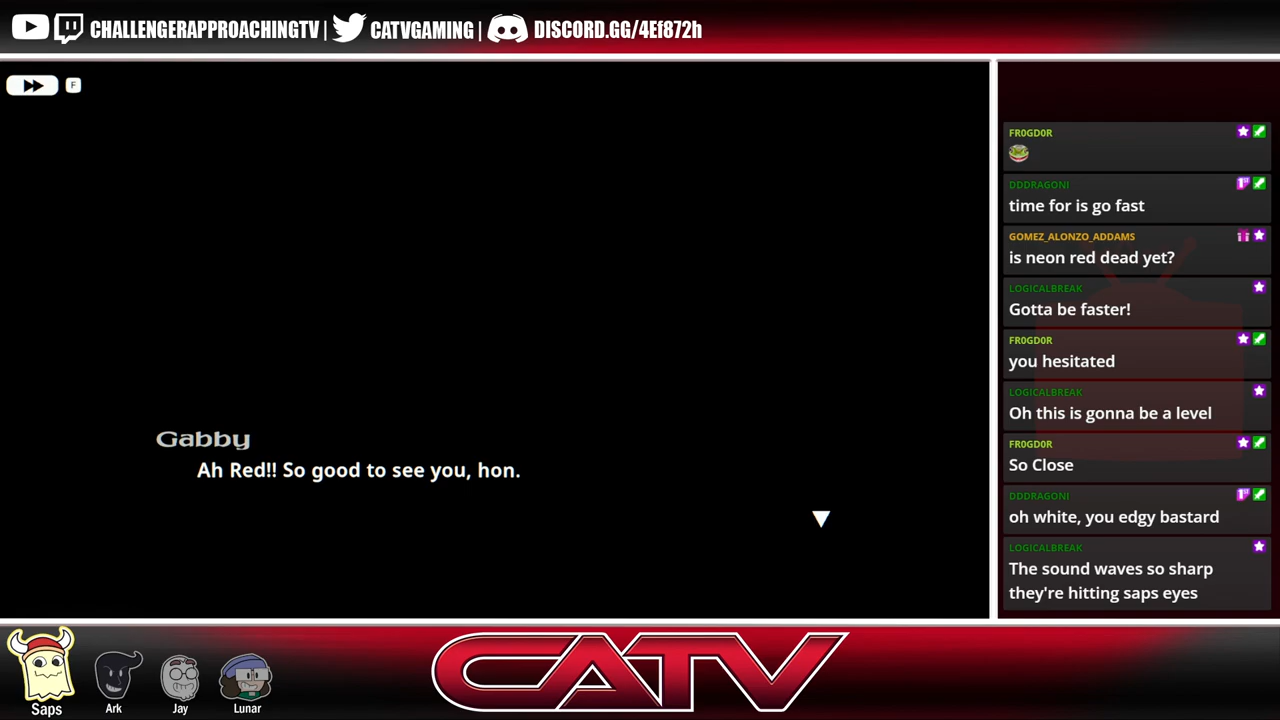 CHALLENGERAPPROACHINGTV | CATVGAMING | DISCORD.GG/4Ef872h
F
Gabby
Ah Red!! So good to see you, hon.
FR0GD0R
DDDRAGONI
time for is go fast
GOMEZ_ALONZO_ADDAMS
is neon red dead yet?
LOGICALBREAK
Gotta be faster!
FR0GD0R
you hesitated
LOGICALBREAK
Oh this is gonna be a level
FR0GD0R
So Close
DDDRAGONI
oh white, you edgy bastard
LOGICALBREAK
The sound waves so sharp
they're hitting saps eyes
Saps
Ark
Jay
Lunar
CATV